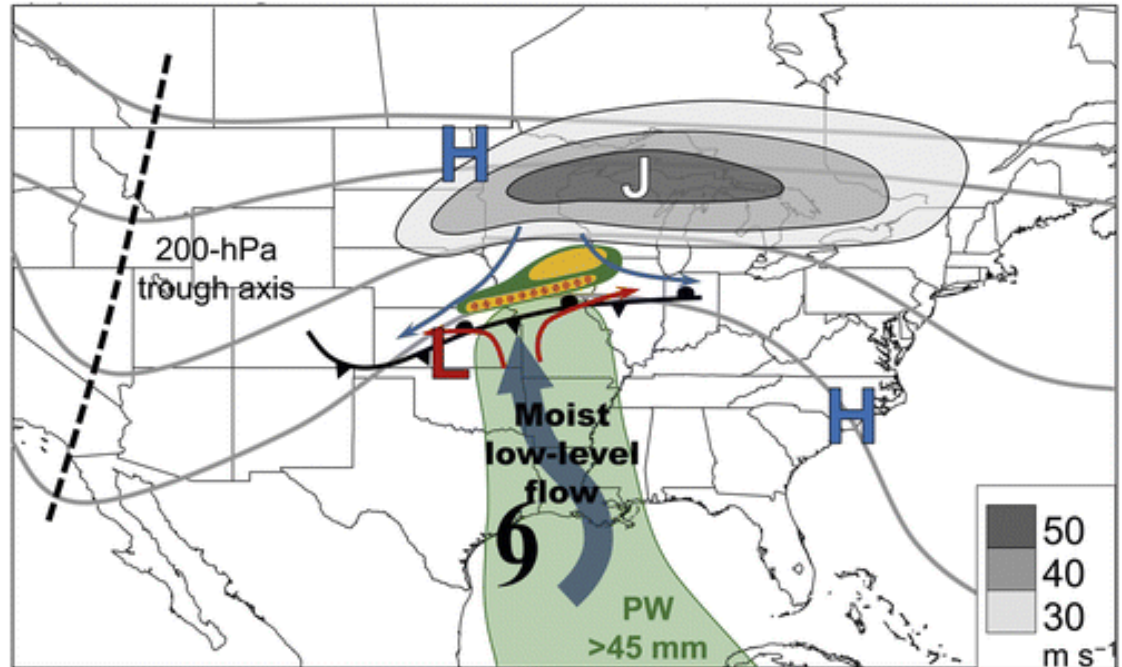 H
J
200-hPa
trough axis
L
H
Moist
low-level
flow
PW
>45 mm
50
40
30
m s⁻¹